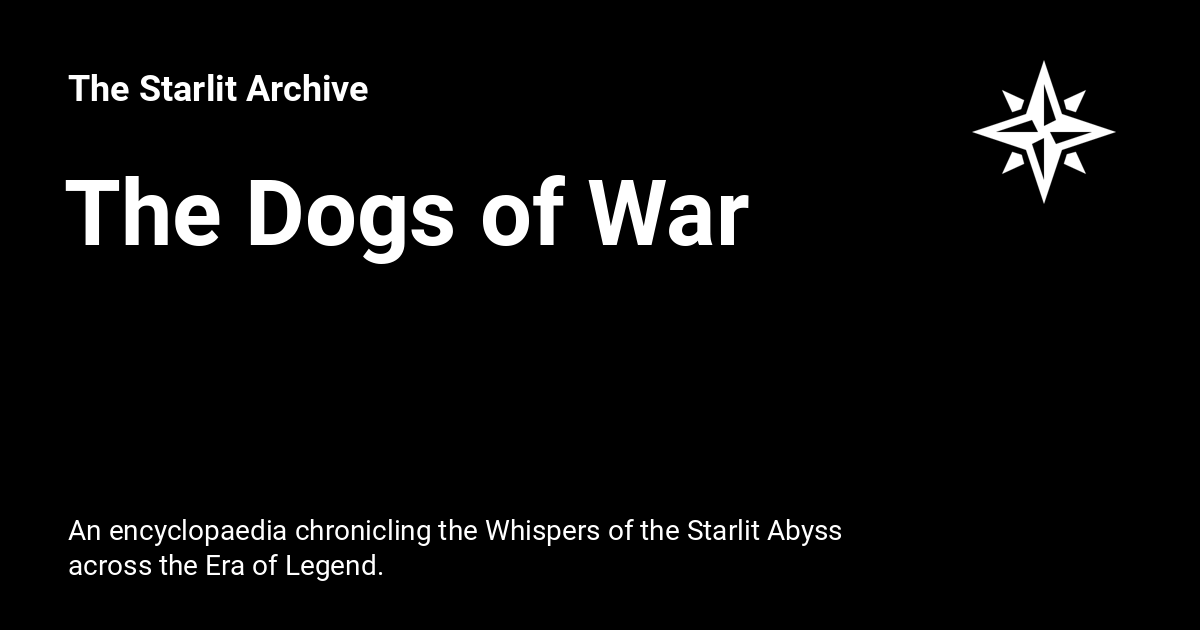 The Starlit Archive
The Dogs of War
An encyclopaedia chronicling the Whispers of the Starlit Abyss
across the Era of Legend.